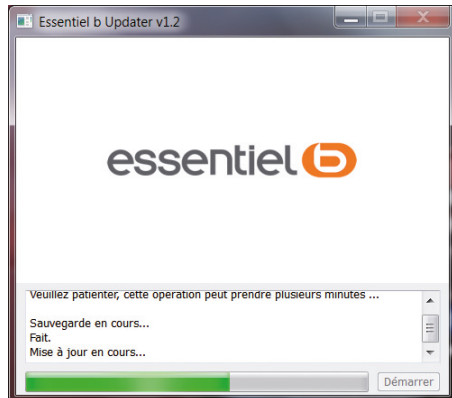 Essentiel b Updater v1.2
essentiel b
Veuillez patienter, cette opération peut prendre plusieurs minutes ...
Sauvegarde en cours...
Fait.
Mise à jour en cours...
Démarrer